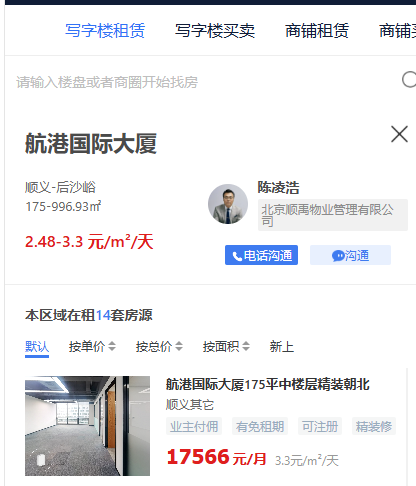 写字楼租赁 写字楼买卖 商铺租赁 商铺买
请输入楼盘或者商圈开始找房
航港国际大厦
顺义-后沙峪
175-996.93㎡
2.48-3.3 元/m²/天
陈凌浩
北京顺禹物业管理有限公
司
电话沟通 沟通
本区域在租14套房源
默认 按单价 按总价 按面积 新上
航港国际大厦175平中楼层精装朝北
顺义其它
业主付佣 有免租期 可注册 精装修
17566 元/月 3.3元/m²/天